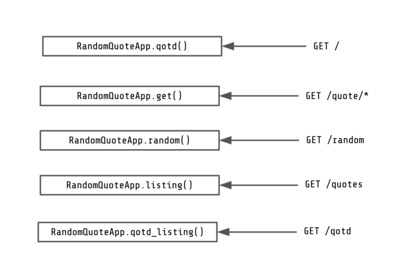 RandomQuoteApp.qotd() GET /
RandomQuoteApp.get() GET /quote/*
RandomQuoteApp.random() GET /random
RandomQuoteApp.listing() GET /quotes
RandomQuoteApp.qotd_listing() GET /qotd